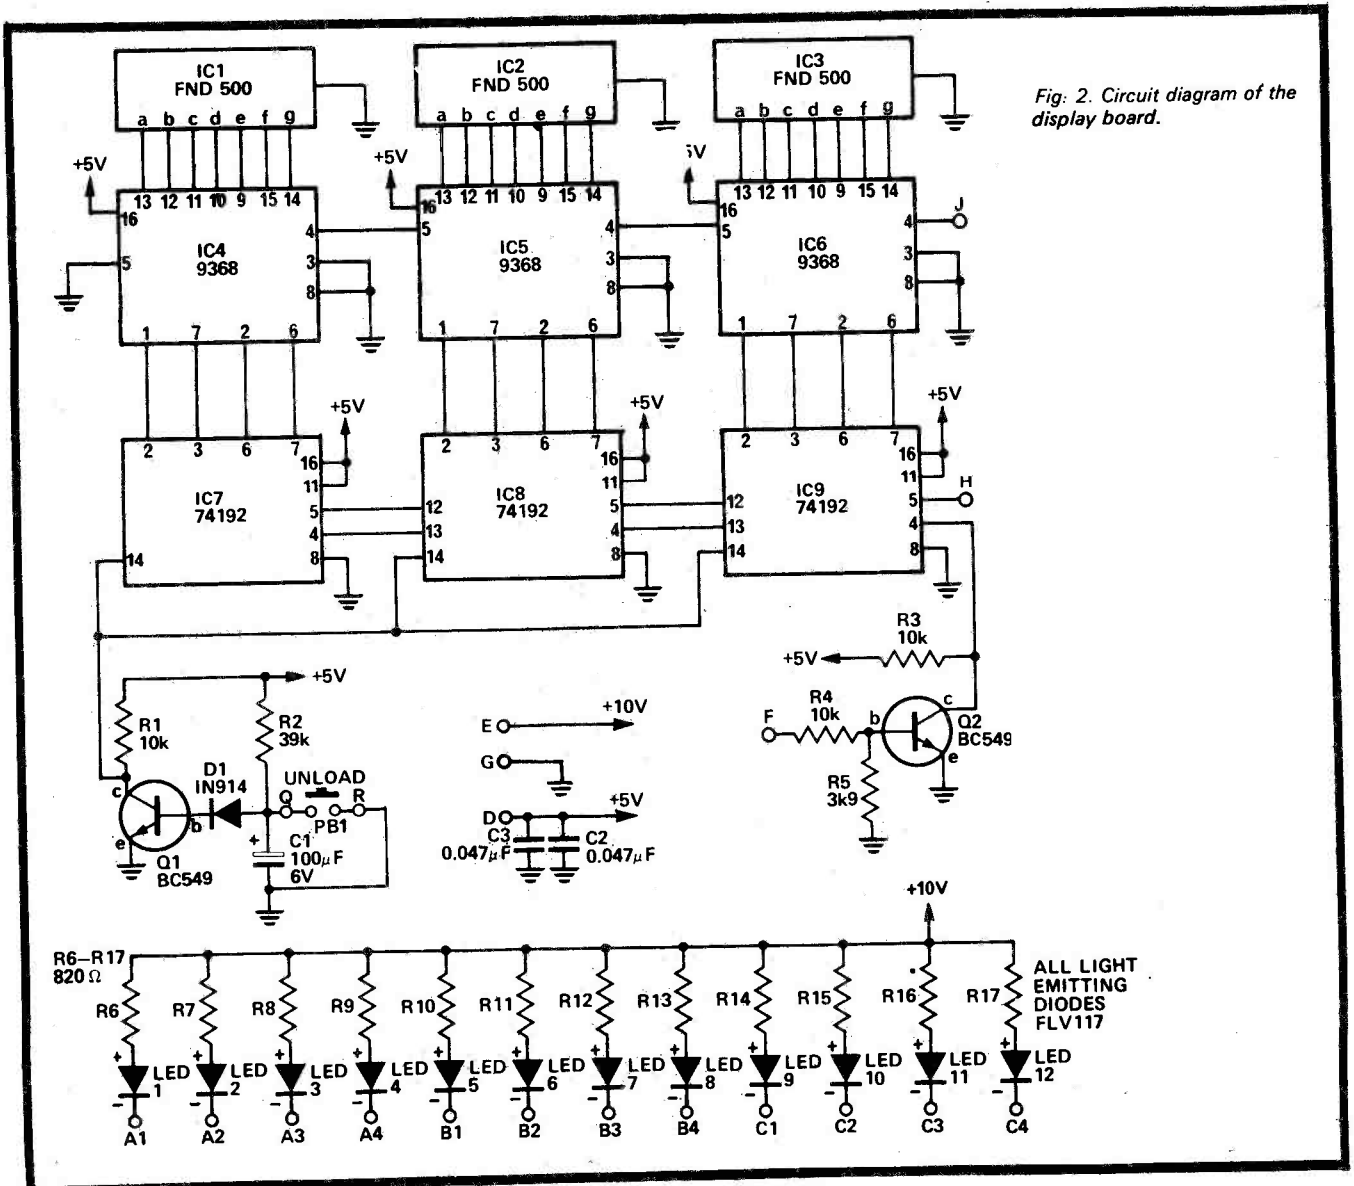 IC1
FND 500
a b c d e f g
IC2
FND 500
a b c d e f g
IC3
FND 500
a b c d e f g
Fig: 2. Circuit diagram of the
display board.
+5V
13 12 11 10 9 15 14
16
5
4
3
8
IC4
9368
1 7 2 6
+5V
13 12 11 10 9 15 14
16
5
4
3
8
IC5
9368
1 7 2 6
5V
13 12 11 10 9 15 14
16
5
4
3
8
J
IC6
9368
1 7 2 6
+5V
2 3 6 7
16
11
5
4
8
14
IC7
74192
+5V
2 3 6 7
16
11
5
4
8
12
13
14
IC8
74192
+5V
2 3 6 7
16
11
5
4
8
12
13
14
H
IC9
74192
R3
10k
+5V
+5V
R1
10k
R2
39k
D1
IN914
UNLOAD
Q
R
PB1
c
b
e
Q1
BC549
+
C1
100µF
6V
E
+10V
G
D
+5V
C3
0.047µF
C2
0.047µF
F
R4
10k
b
c
e
Q2
BC549
R5
3k9
+10V
R6–R17
820 Ω
R6 R7 R8 R9 R10 R11 R12 R13 R14 R15 R16 R17
ALL LIGHT
EMITTING
DIODES
FLV117
+ + + + + + + + + + + +
LED LED LED LED LED LED LED LED LED LED LED LED
1 2 3 4 5 6 7 8 9 10 11 12
– – – – – – – – – – – –
A1 A2 A3 A4 B1 B2 B3 B4 C1 C2 C3 C4